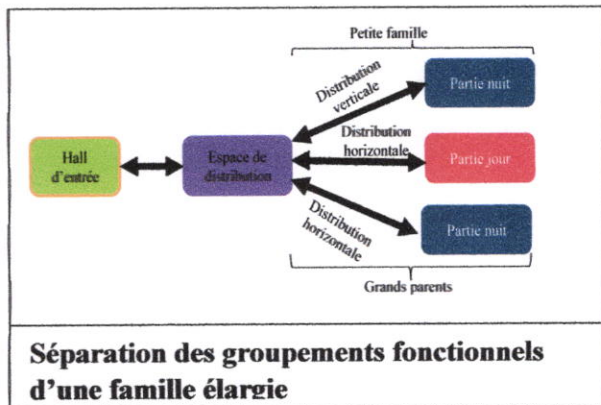 Petite famille
Distribution
verticale
Partie nuit
Hall
d'entrée
Espace de
distribution
Distribution
horizontale
Partie jour
Distribution
horizontale
Partie nuit
Grands parents
Séparation des groupements fonctionnels
d'une famille élargie